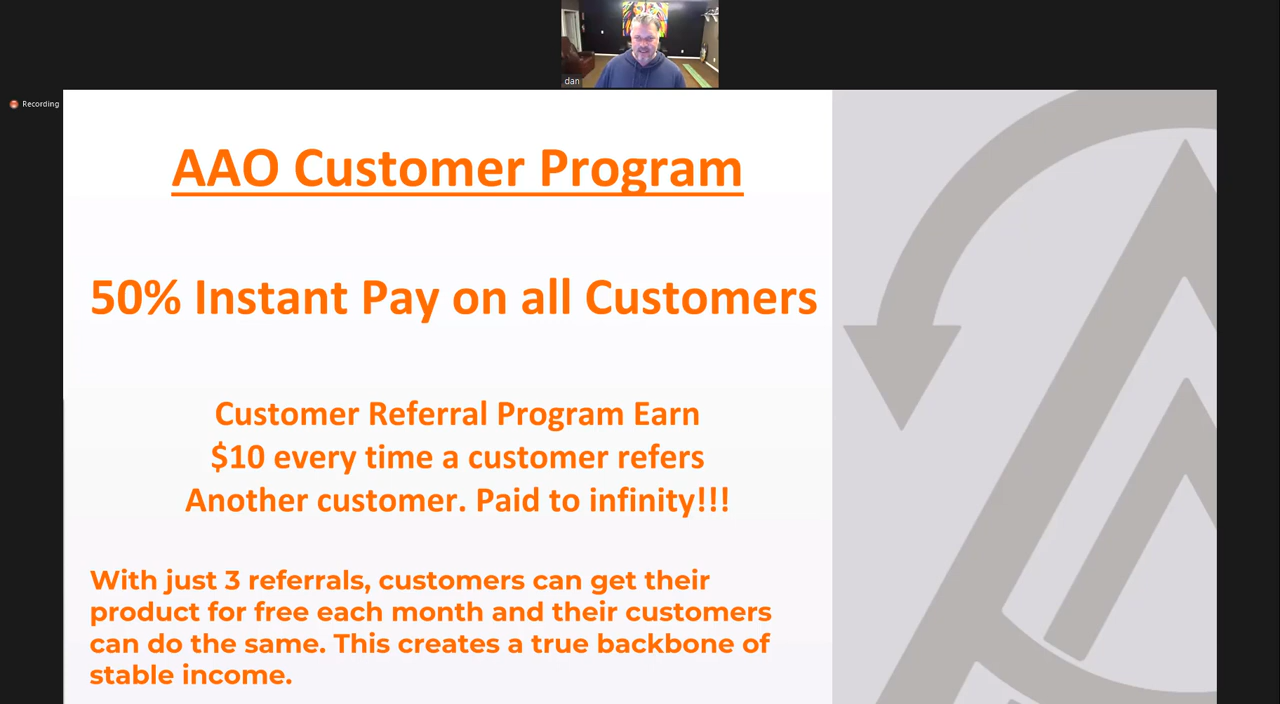 dan
Recording
AAO Customer Program
50% Instant Pay on all Customers
Customer Referral Program Earn
$10 every time a customer refers
Another customer. Paid to infinity!!!
With just 3 referrals, customers can get their
product for free each month and their customers
can do the same. This creates a true backbone of
stable income.